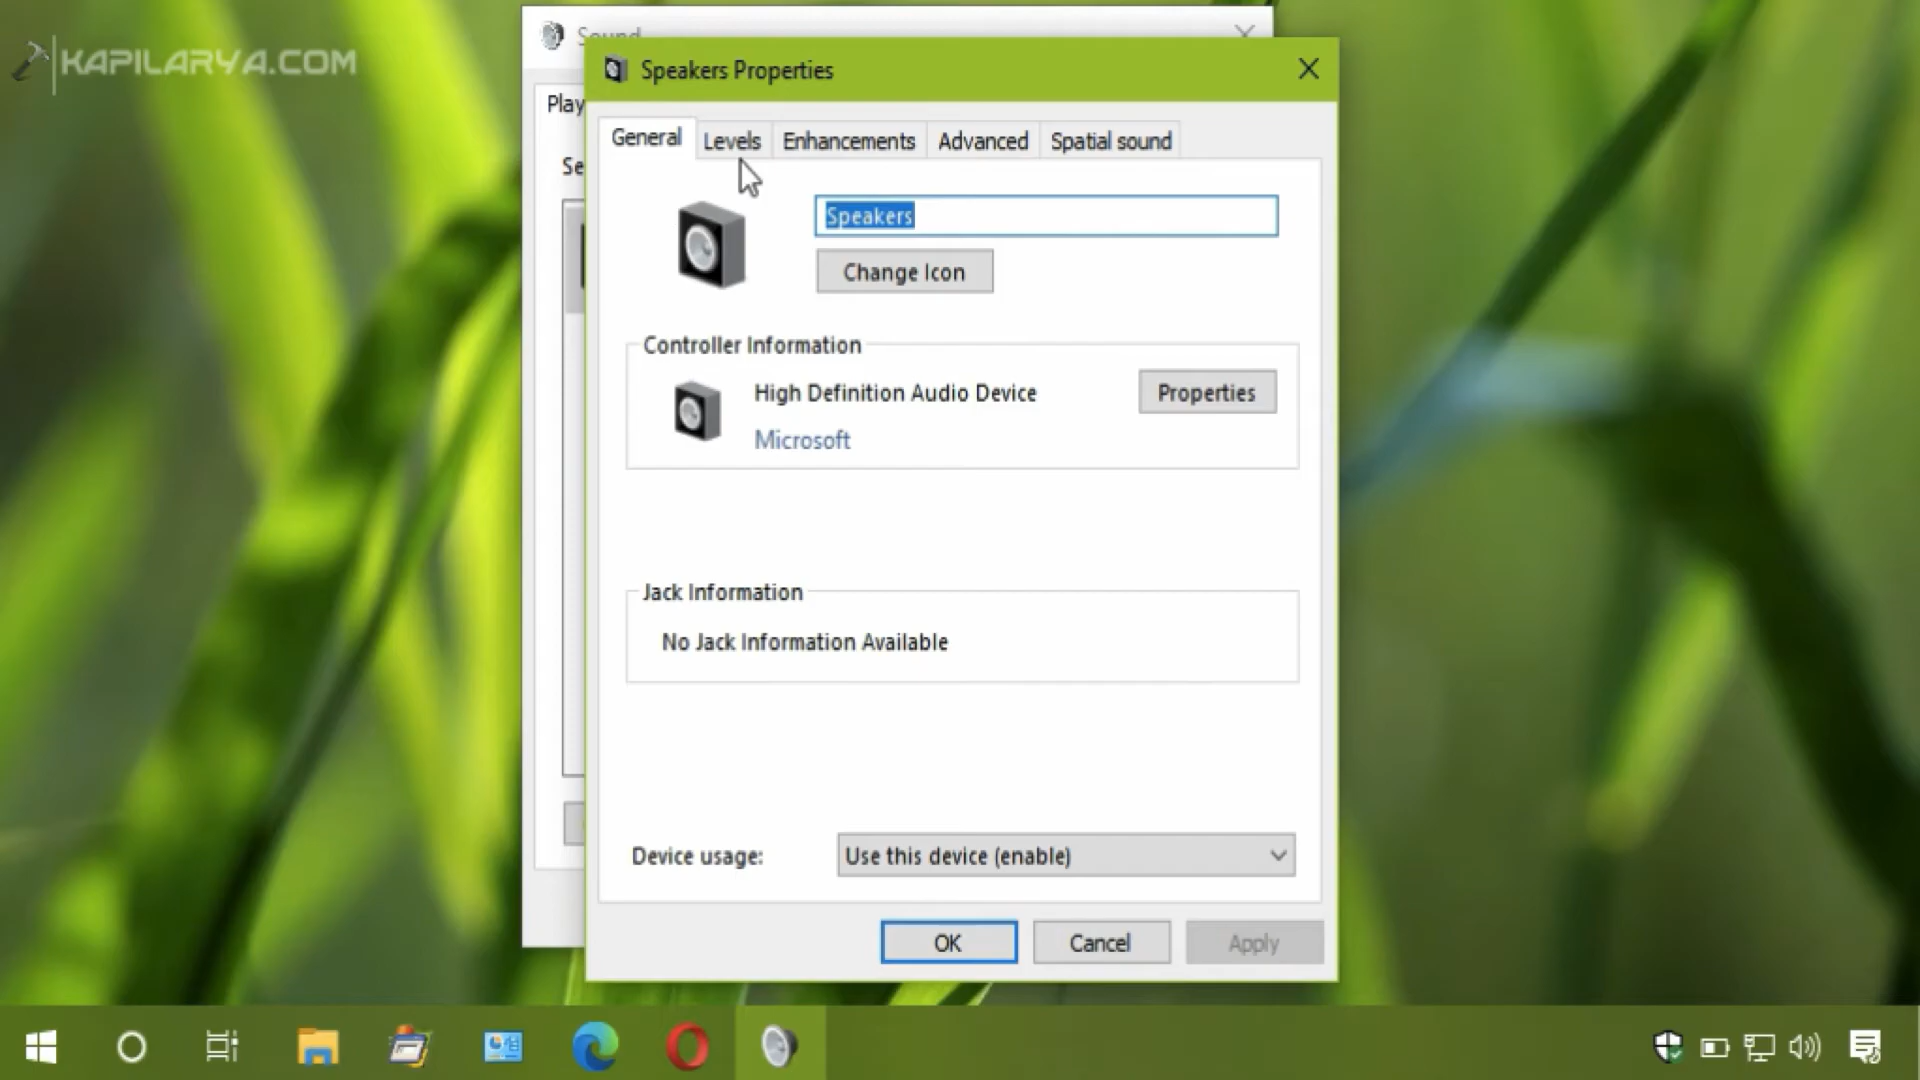 KAPILARYA.COM
Sound
Speakers Properties
Play
General
Levels
Enhancements
Advanced
Spatial sound
Se
Speakers
Change Icon
Controller Information
High Definition Audio Device
Properties
Microsoft
Jack Information
No Jack Information Available
Device usage:
Use this device (enable)
OK
Cancel
Apply